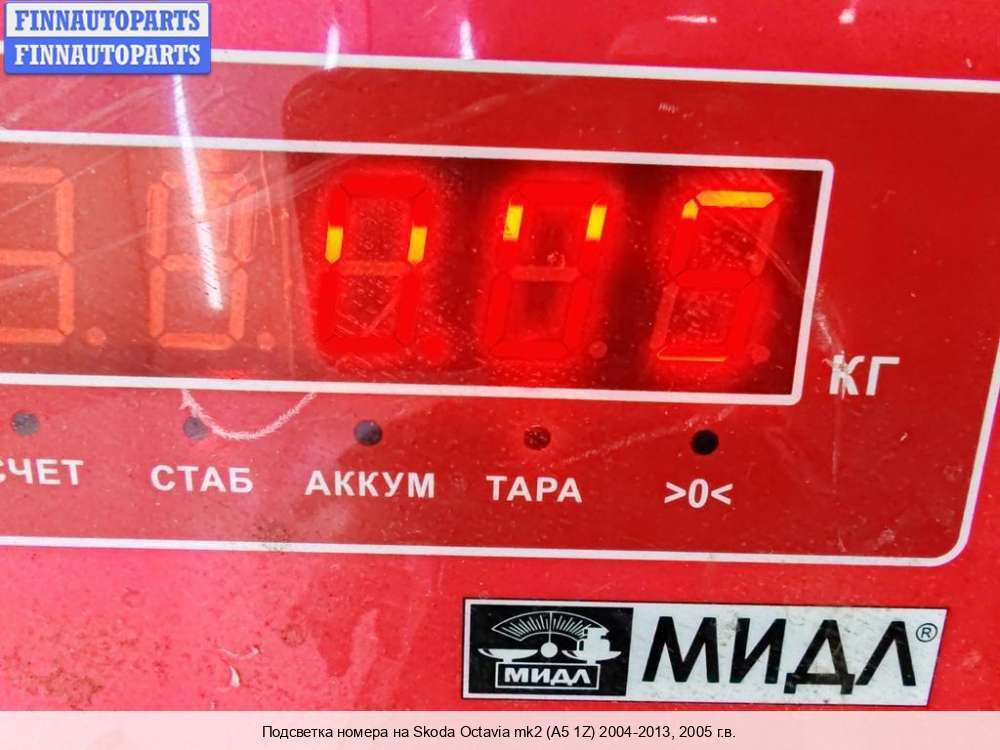 FINNAUTOPARTS
FINNAUTOPARTS
КГ
СЧЕТ СТАБ АККУМ ТАРА >0<
МИДЛ МИДЛ®
Подсветка номера на Skoda Octavia mk2 (A5 1Z) 2004-2013, 2005 г.в.